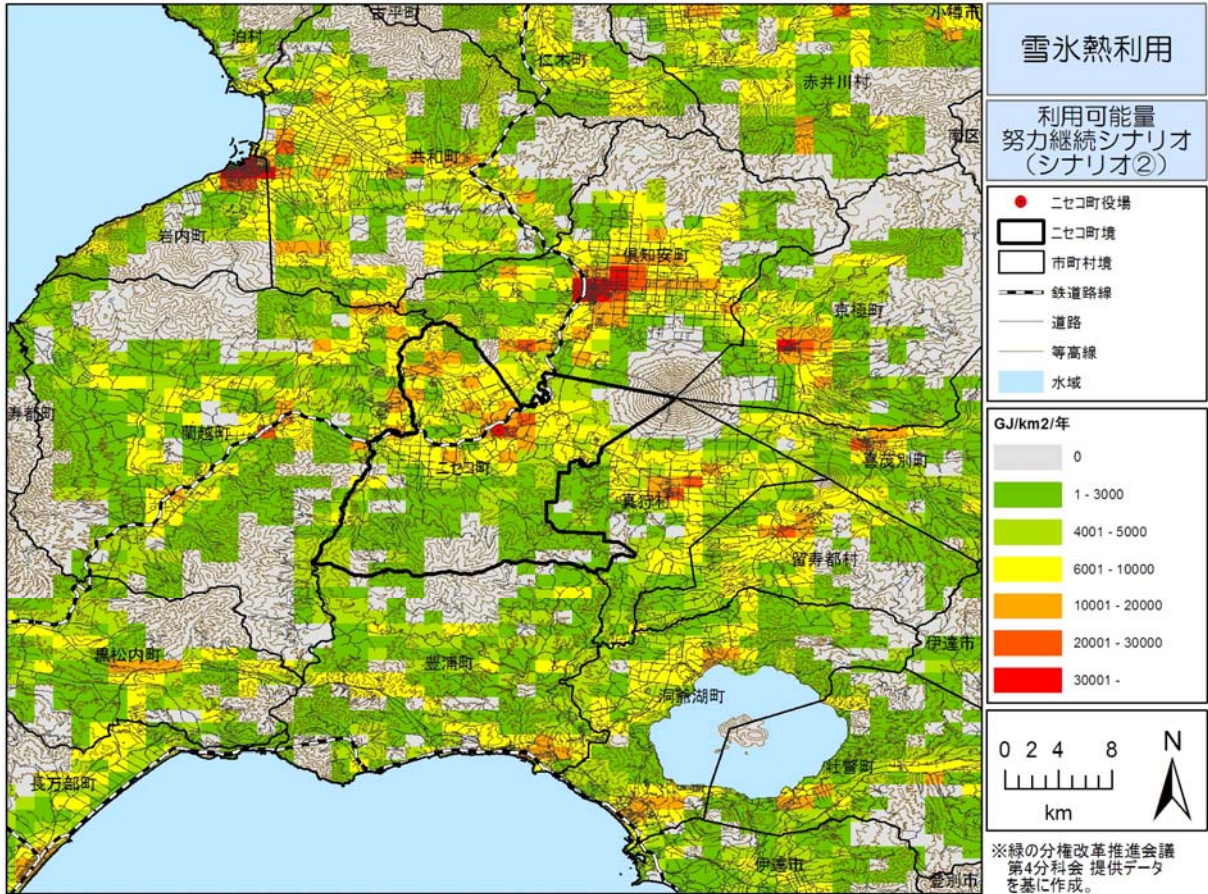 古平町
小樽市
泊村
仁木町
赤井川村
南区
共和町
岩内町
倶知安町
京極町
寿都町
蘭越町
ニセコ町
喜茂別町
真狩村
留寿都村
黒松内町
豊浦町
伊達市
洞爺湖町
長万部町
壮瞥町
伊達市
登別市
雪氷熱利用
利用可能量
努力継続シナリオ
（シナリオ②）
ニセコ町役場
ニセコ町境
市町村境
鉄道路線
道路
等高線
水域
GJ/km2/年
0
1 - 3000
4001 - 5000
6001 - 10000
10001 - 20000
20001 - 30000
30001 -
0 2 4 8
km
N
※緑の分権改革推進会議
第4分科会 提供データ
を基に作成。